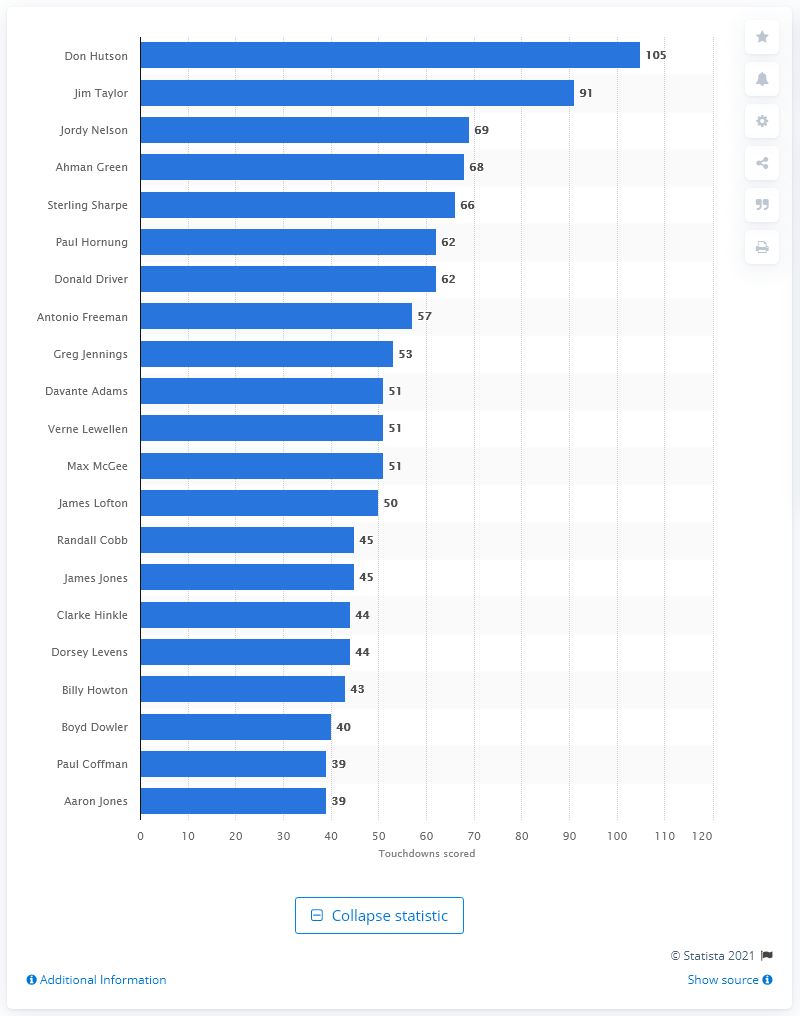 Don Hutson 105
Jim Taylor 91
Jordy Nelson 69
Ahman Green 68
Sterling Sharpe 66
Paul Hornung 62
Donald Driver 62
Antonio Freeman 57
Greg Jennings 53
Davante Adams 51
Verne Lewellen 51
Max McGee 51
James Lofton 50
Randall Cobb 45
James Jones 45
Clarke Hinkle 44
Dorsey Levens 44
Billy Howton 43
Boyd Dowler 40
Paul Coffman 39
Aaron Jones 39
0 10 20 30 40 50 60 70 80 90 100 110 120
Touchdowns scored
Collapse statistic
© Statista 2021
Additional Information
Show source